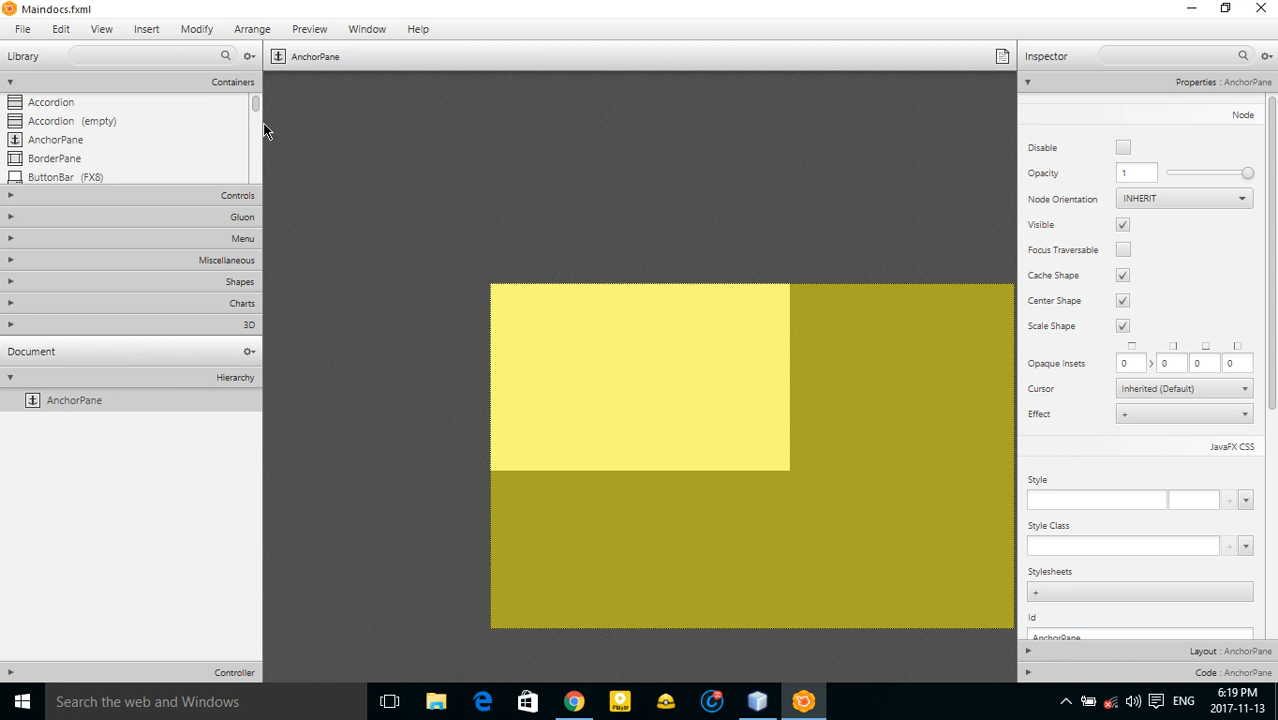 Maindocs.fxml
File Edit View Insert Modify Arrange Preview Window Help
Library
AnchorPane
Inspector
Containers
Accordion
Accordion (empty)
AnchorPane
BorderPane
ButtonBar (FX8)
Controls
Gluon
Menu
Miscellaneous
Shapes
Charts
3D
Document
Hierarchy
AnchorPane
Controller
Properties : AnchorPane
Node
Disable
Opacity 1
Node Orientation INHERIT
Visible
Focus Traversable
Cache Shape
Center Shape
Scale Shape
Opaque Insets 0 0 0 0
Cursor Inherited (Default)
Effect +
JavaFX CSS
Style
Style Class
Stylesheets
+
Id
AnchorPane
Layout : AnchorPane
Code : AnchorPane
Search the web and Windows
Player
ENG
6:19 PM
2017-11-13